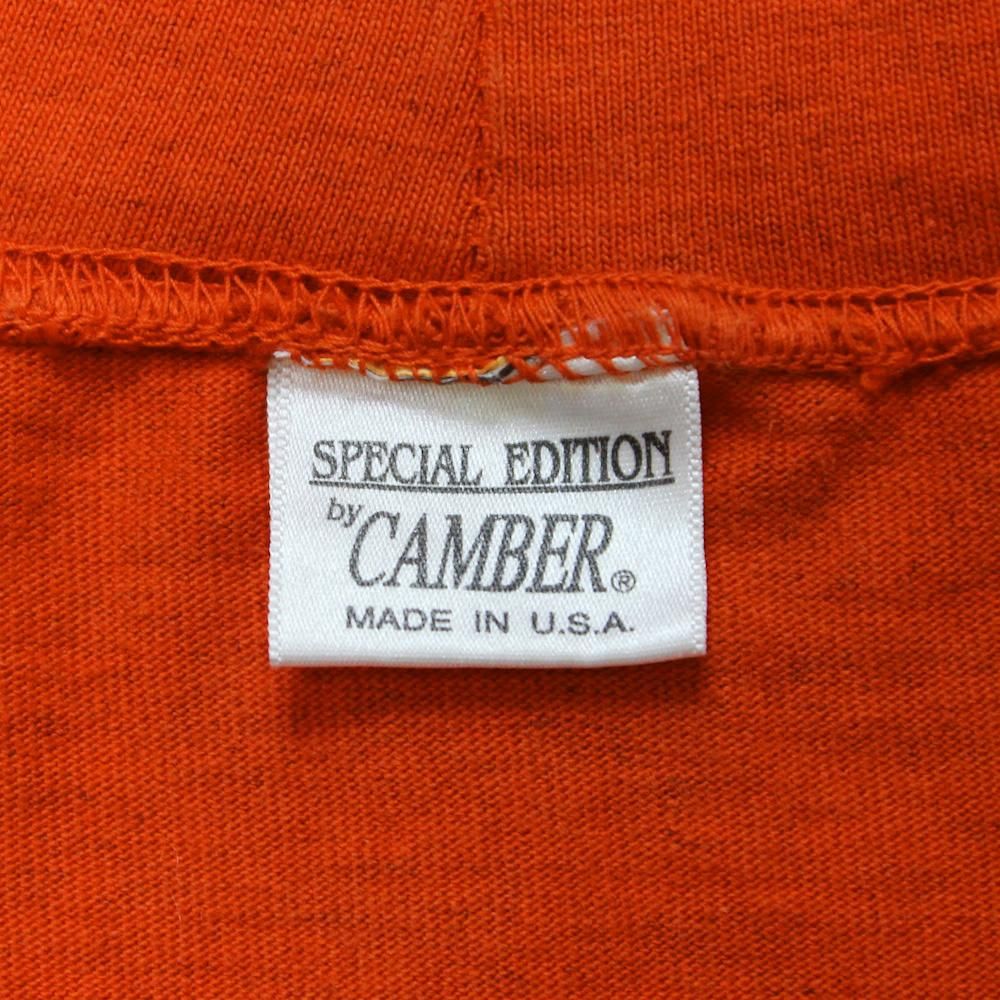 SPECIAL EDITION
by CAMBER®
MADE IN U.S.A.